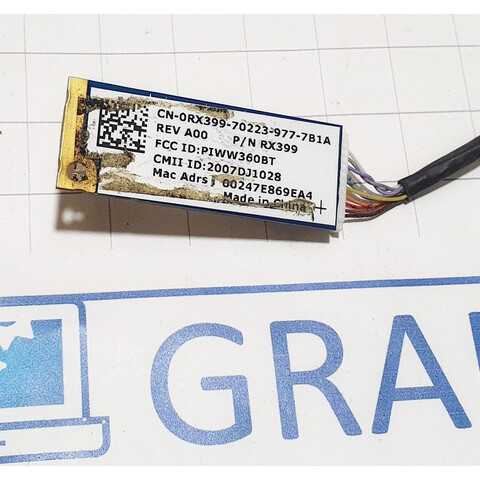 CN-0RX399-70223-977-7B1A
REV A00 P/N RX399
FCC ID:PIWW360BT
CMII ID:2007DJ1028
Mac Adrs: 00247E869EA4
Made in China
GRA